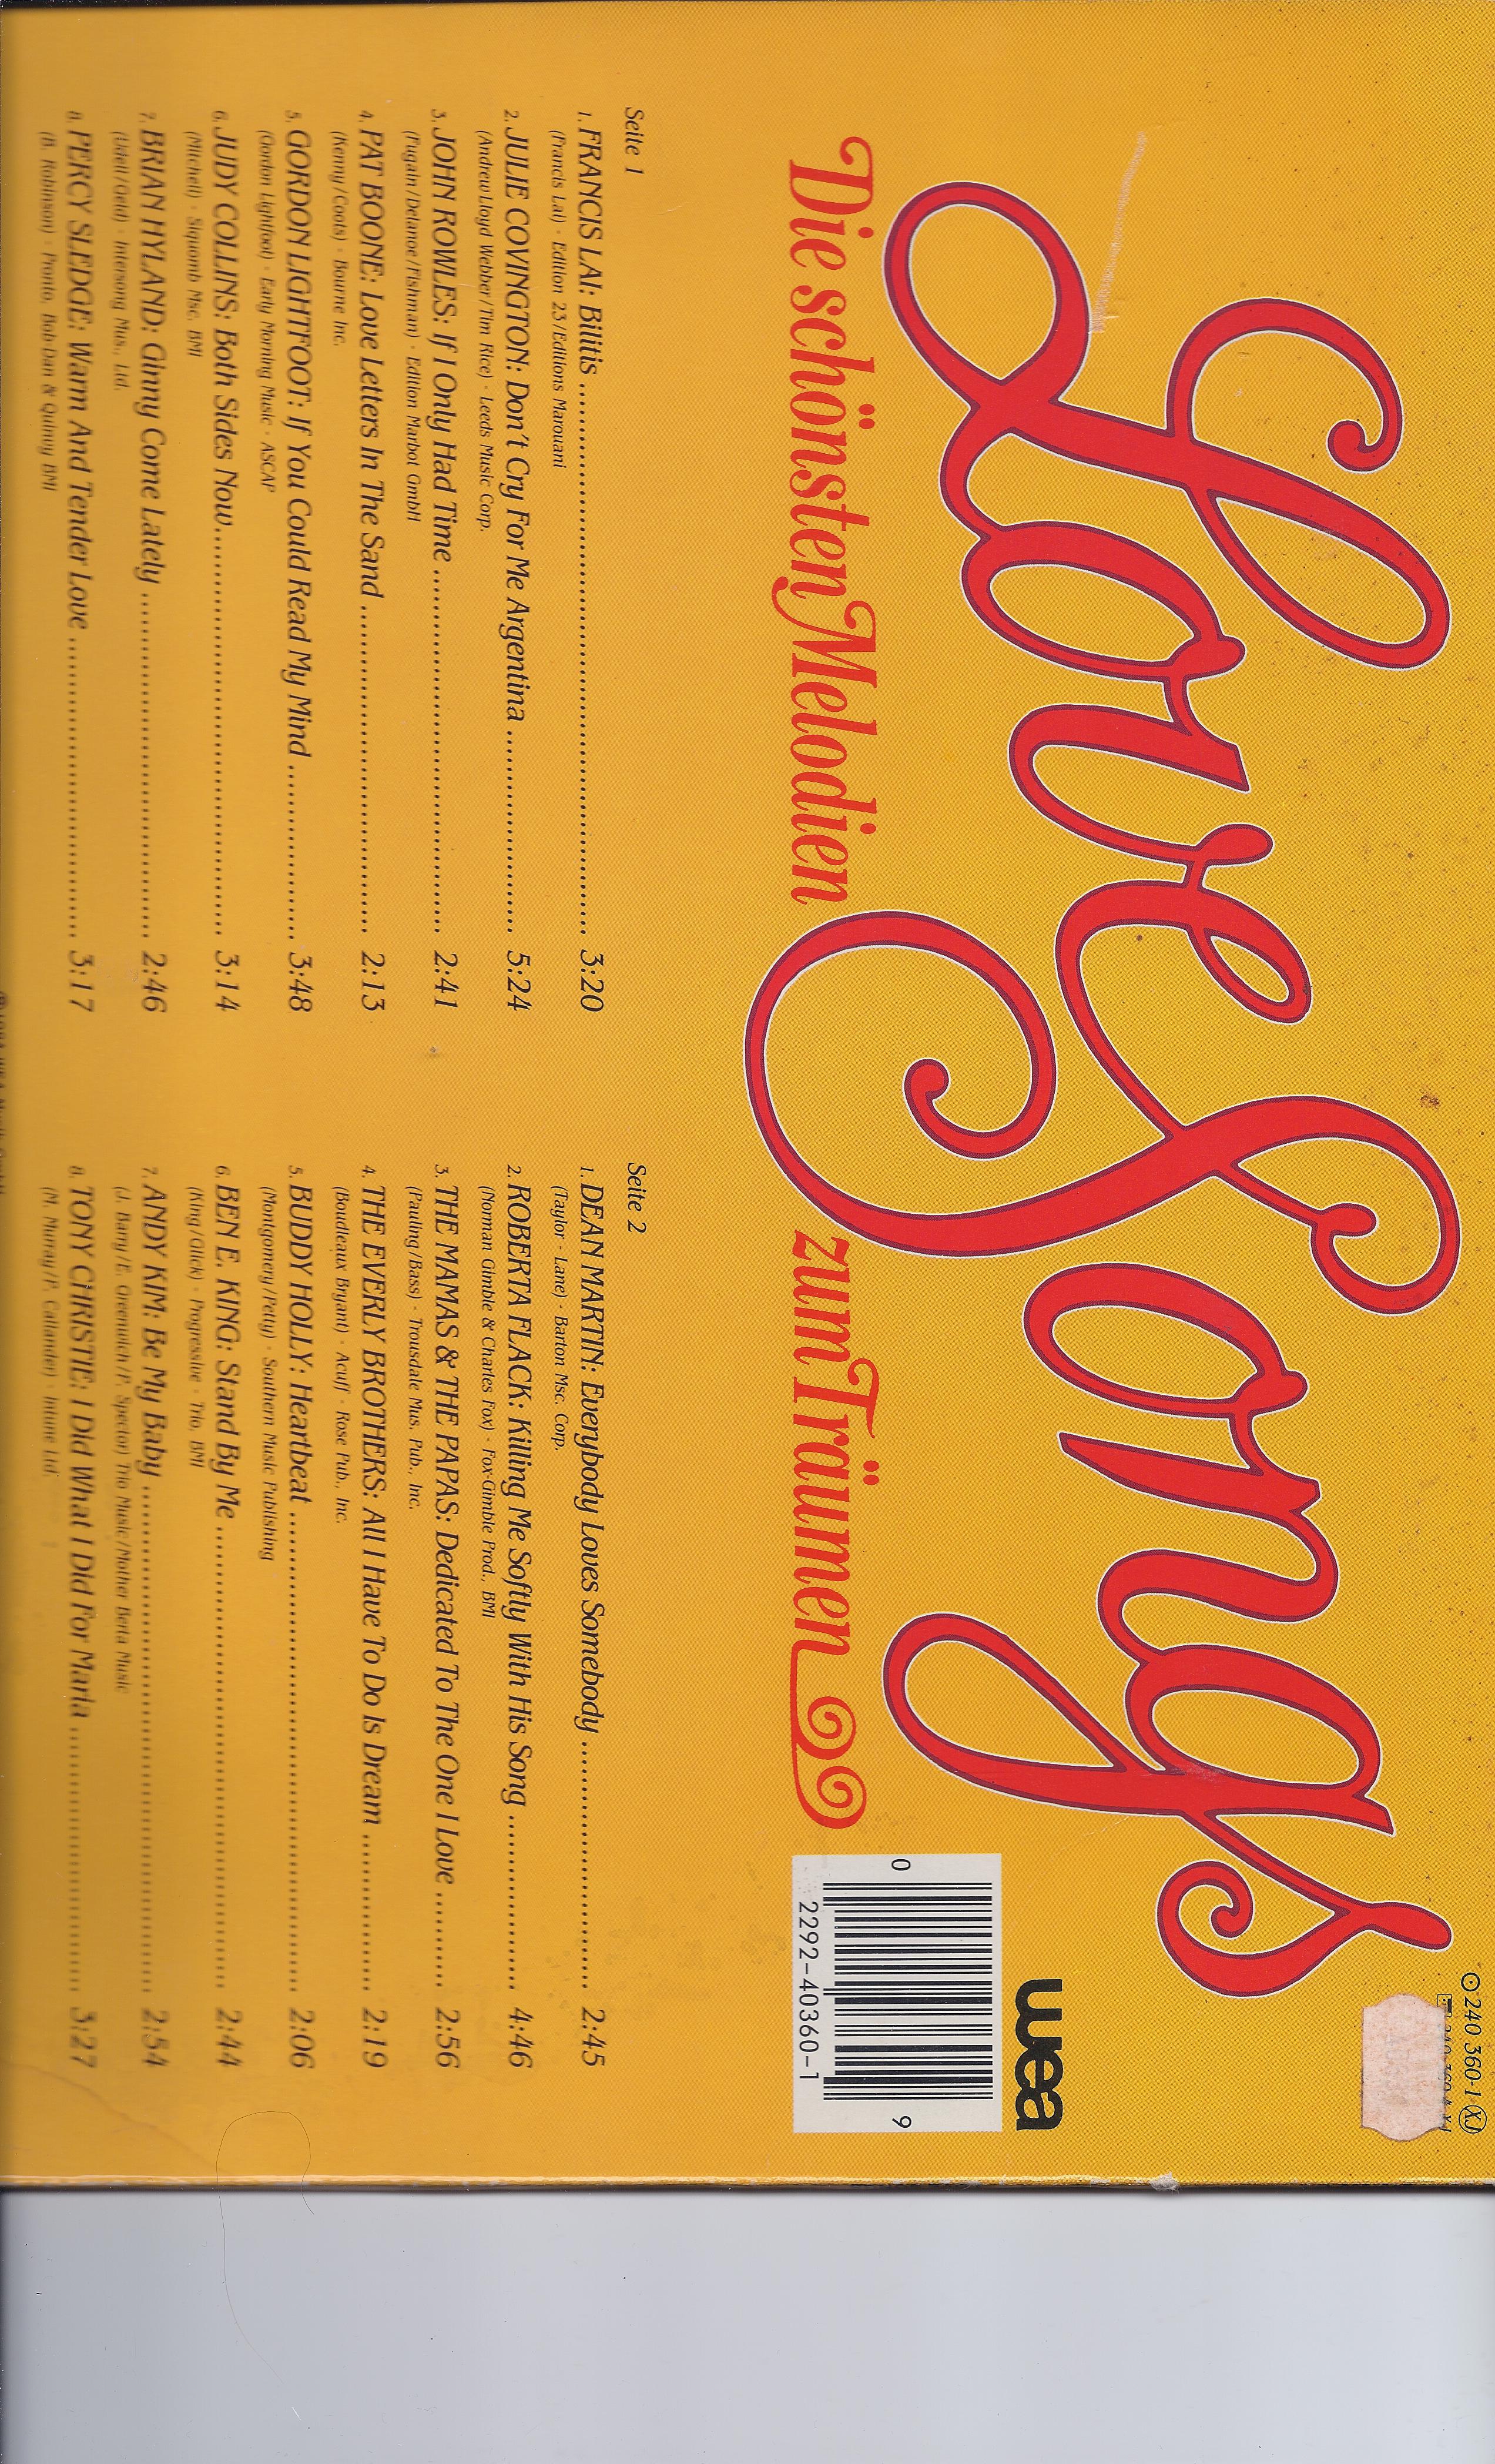 Love Songs
Die schönsten Melodien zum Träumen
240 360-1 XJ
wea
0 2292-40360-1 9
Seite 1
1. FRANCIS LAI: Bilitis 3:20
(Francis Lai) · Edition 23/Editions Marouani
2. JULIE COVINGTON: Don't Cry For Me Argentina 5:24
(Andrew Lloyd Webber/Tim Rice) · Leeds Music Corp.
3. JOHN ROWLES: If I Only Had Time 2:41
(Fugain/Delanoe/Fishman) · Edition Marbot GmbH
4. PAT BOONE: Love Letters In The Sand 2:13
(Kenny/Coots) · Bourne Inc.
5. GORDON LIGHTFOOT: If You Could Read My Mind 3:48
(Gordon Lightfoot) · Early Morning Music · ASCAP
6. JUDY COLLINS: Both Sides Now 3:14
(Mitchell) · Siquomb Msc. BMI
7. BRIAN HYLAND: Ginny Come Lately 2:46
(Udell/Geld) · Intersong Mus., Ltd.
8. PERCY SLEDGE: Warm And Tender Love 3:17
(B. Robinson) · Pronto, Bob-Dan & Quinvy BMI
Seite 2
1. DEAN MARTIN: Everybody Loves Somebody 2:45
(Taylor - Lane) · Barton Msc. Corp.
2. ROBERTA FLACK: Killing Me Softly With His Song 4:46
(Norman Gimble & Charles Fox) · Fox-Gimble Prod., BMI
3. THE MAMAS & THE PAPAS: Dedicated To The One I Love 2:56
(Pauling/Bass) · Trousdale Mus. Pub., Inc.
4. THE EVERLY BROTHERS: All I Have To Do Is Dream 2:19
(Boudleaux Bryant) · Acuff - Rose Pub., Inc.
5. BUDDY HOLLY: Heartbeat 2:06
(Montgomery/Petty) · Southern Music Publishing
6. BEN E. KING: Stand By Me 2:44
(King/Glick) · Progressive · Trio, BMI
7. ANDY KIM: Be My Baby 2:54
(J. Barry/E. Greenwich/P. Spector) Trio Music/Mother Berta Music
8. TONY CHRISTIE: I Did What I Did For Maria 3:27
(M. Murray/P. Callander) · Intune Ltd.